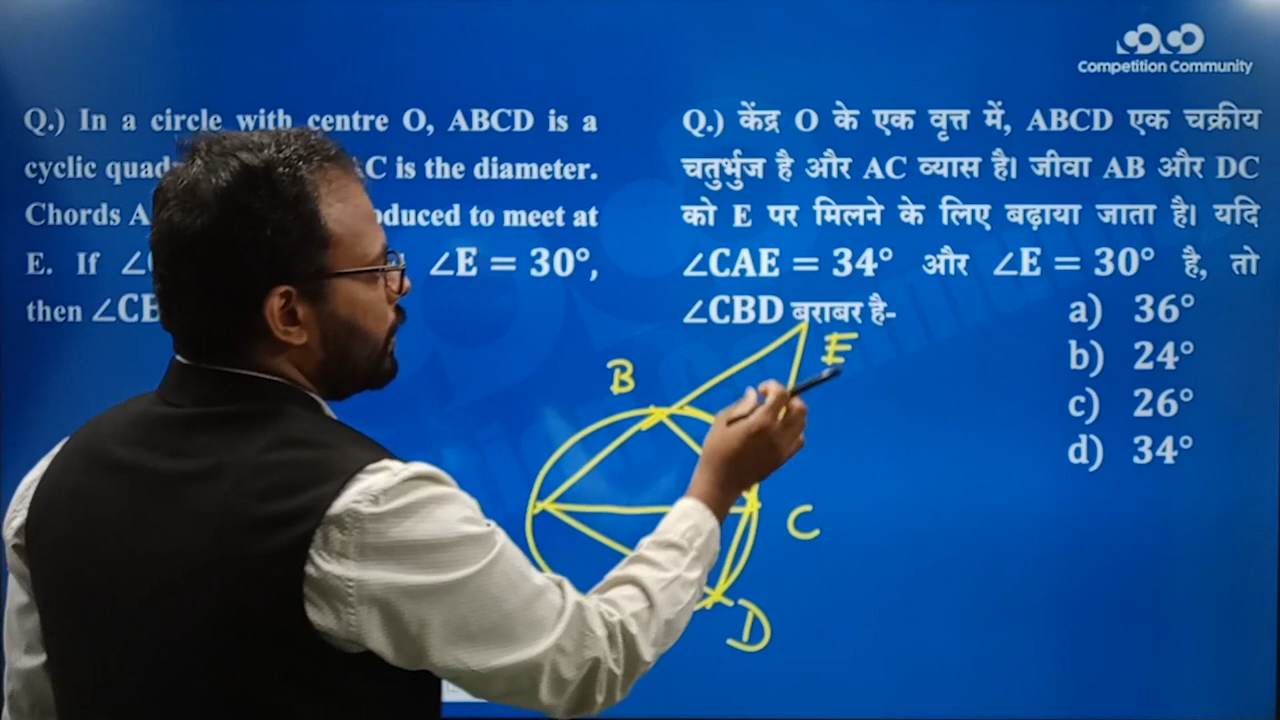 Competition Community
Q.) In a circle with centre O, ABCD is a
cyclic quad C is the diameter.
Chords A oduced to meet at
E. If ∠ ∠E = 30°,
then ∠CB
Q.) केंद्र O के एक वृत्त में, ABCD एक चक्रीय
चतुर्भुज है और AC व्यास है। जीवा AB और DC
को E पर मिलने के लिए बढ़ाया जाता है। यदि
∠CAE = 34° और ∠E = 30° है, तो
∠CBD बराबर है-
a) 36°
b) 24°
c) 26°
d) 34°
E
B
C
D